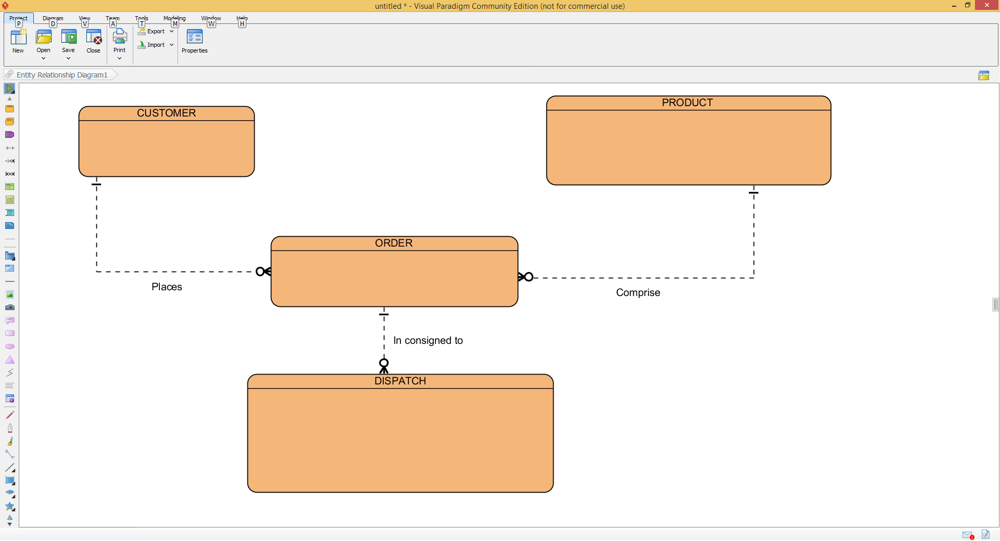 untitled * - Visual Paradigm Community Edition (not for commercial use)
Project Diagram View Team Tools Modeling Window Help
P D V A T M W H
Export
Import
New Open Save Close Print Properties
Entity Relationship Diagram1
CUSTOMER
PRODUCT
ORDER
Places
Comprise
In consigned to
DISPATCH
1